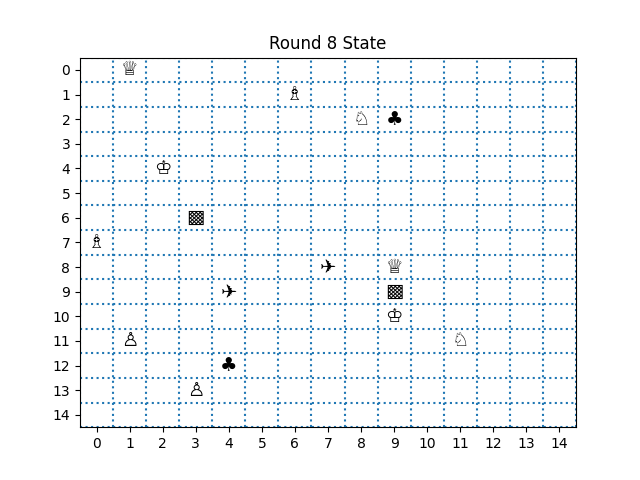 Round 8 State
0 ♕
1 ♗
2 ♘ ♣
3
4 ♔
5
6 ▩
7 ♗
8 ✈ ♕
9 ✈ ▩
10 ♔
11 ♙ ♘
12 ♣
13 ♙
14
0 1 2 3 4 5 6 7 8 9 10 11 12 13 14